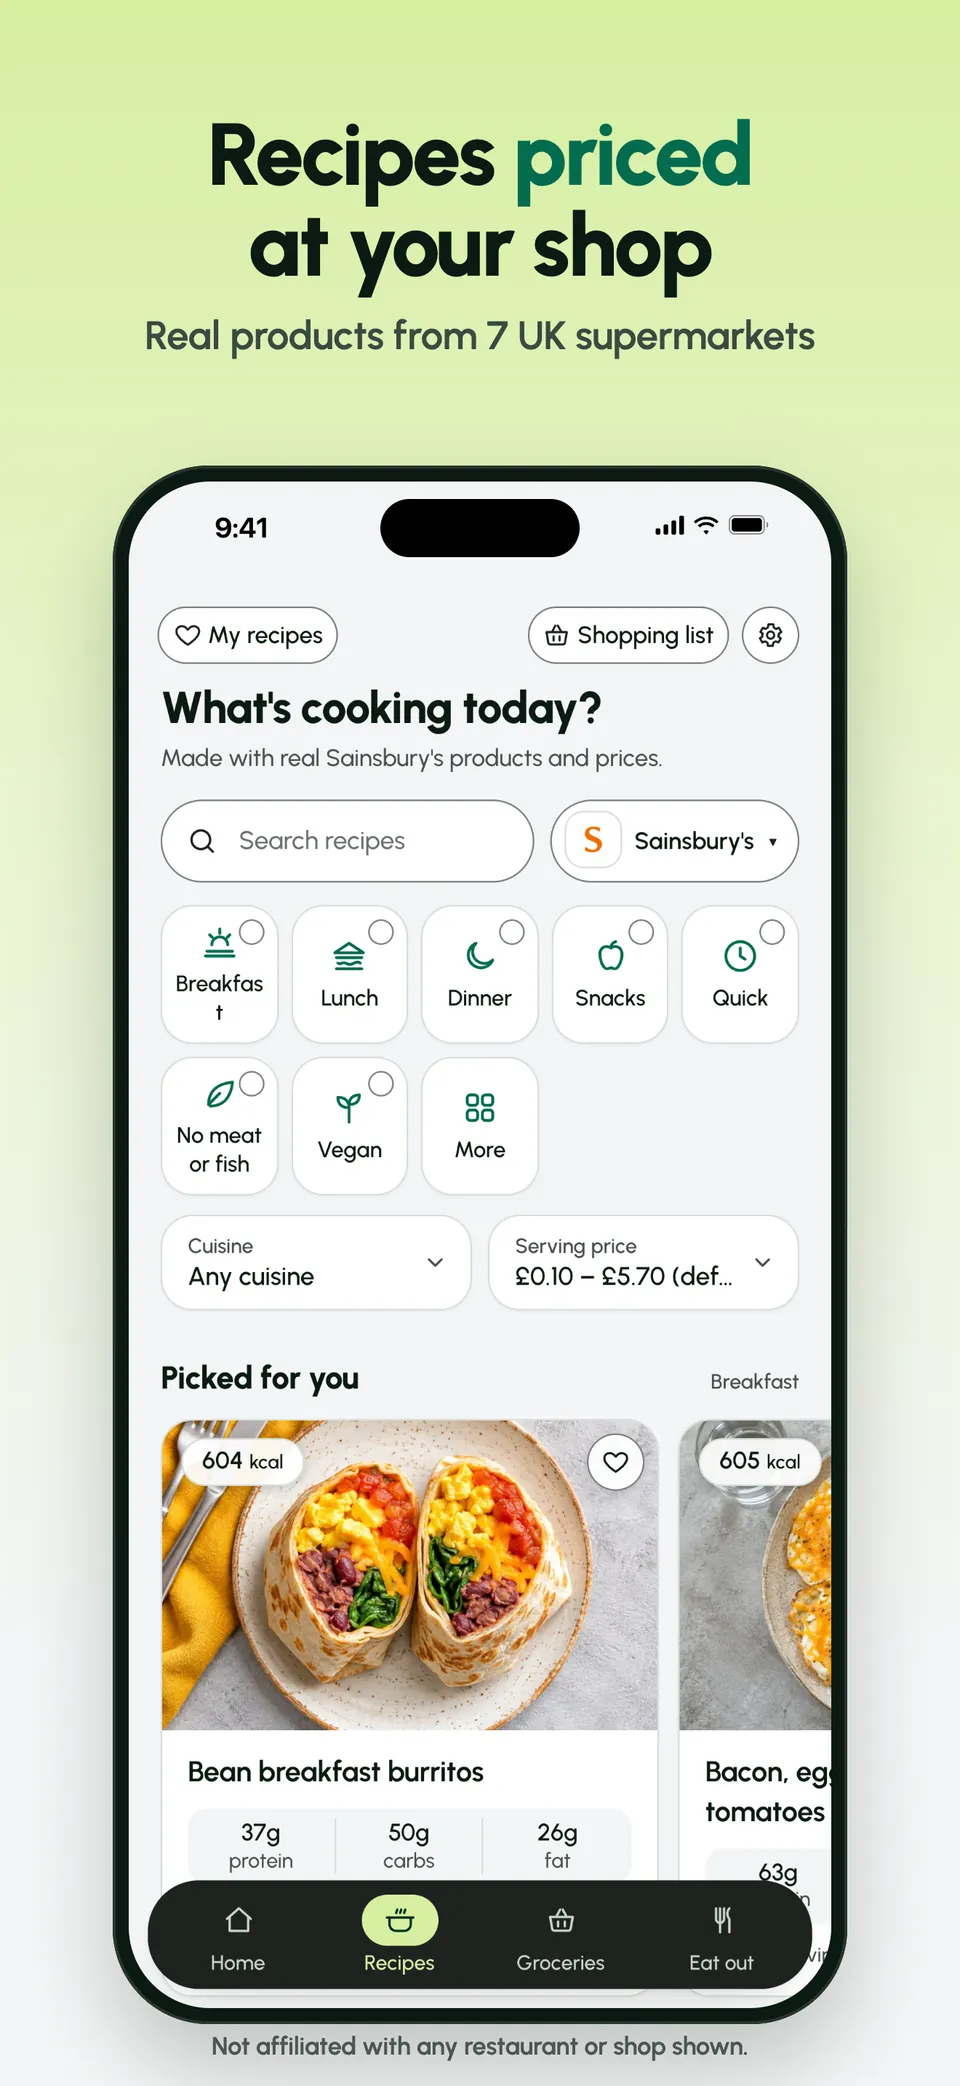 Recipes priced
at your shop
Real products from 7 UK supermarkets
9:41
My recipes
Shopping list
What's cooking today?
Made with real Sainsbury's products and prices.
Search recipes
S
Sainsbury's
Breakfas
t
Lunch
Dinner
Snacks
Quick
No meat
or fish
Vegan
More
Cuisine
Any cuisine
Serving price
£0.10 – £5.70 (def...
Picked for you
Breakfast
604 kcal
605 kcal
Bean breakfast burritos
Bacon, egg
tomatoes
37g
protein
50g
carbs
26g
fat
63g
Home
Recipes
Groceries
Eat out
Not affiliated with any restaurant or shop shown.